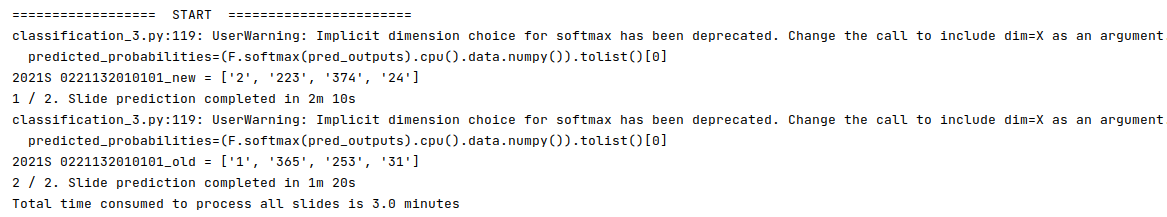 ================== START =======================
classification_3.py:119: UserWarning: Implicit dimension choice for softmax has been deprecated. Change the call to include dim=X as an argument
  predicted_probabilities=(F.softmax(pred_outputs).cpu().data.numpy()).tolist()[0]
2021S 0221132010101_new = ['2', '223', '374', '24']
1 / 2. Slide prediction completed in 2m 10s
classification_3.py:119: UserWarning: Implicit dimension choice for softmax has been deprecated. Change the call to include dim=X as an argument
  predicted_probabilities=(F.softmax(pred_outputs).cpu().data.numpy()).tolist()[0]
2021S 0221132010101_old = ['1', '365', '253', '31']
2 / 2. Slide prediction completed in 1m 20s
Total time consumed to process all slides is 3.0 minutes